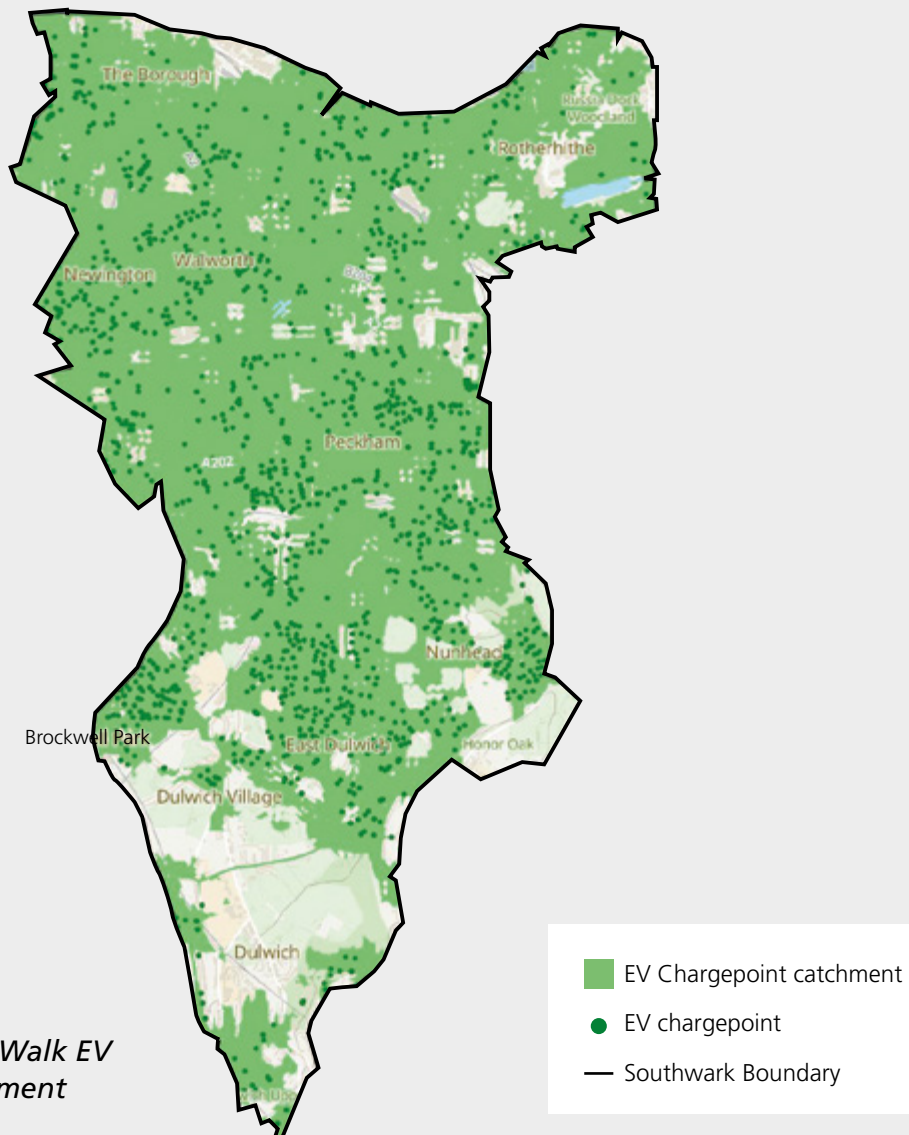 The Borough
Russia Dock
Woodland
Rotherhithe
Newington
Walworth
Peckham
A202
Nunhead
Brockwell Park
East Dulwich
Honor Oak
Dulwich Village
Dulwich
EV Chargepoint catchment
EV chargepoint
Southwark Boundary
Walk EV
ment